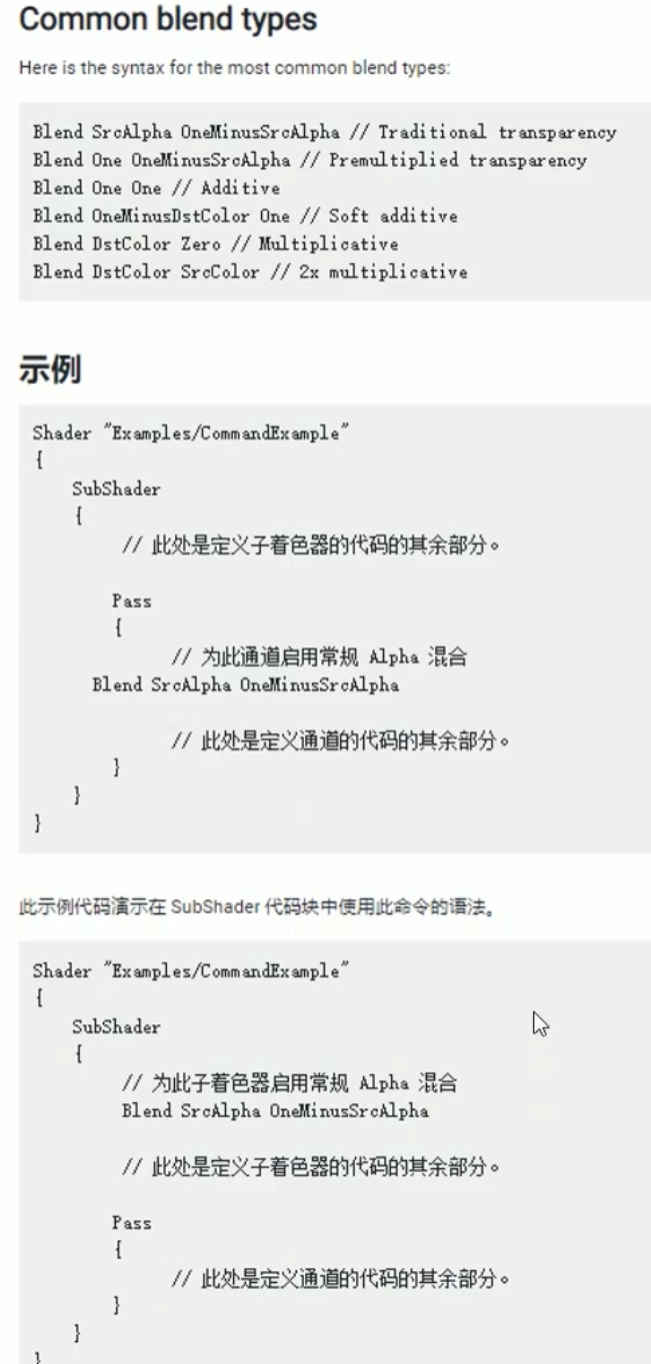 Common blend types
Here is the syntax for the most common blend types:
Blend SrcAlpha OneMinusSrcAlpha // Traditional transparency
Blend One OneMinusSrcAlpha // Premultiplied transparency
Blend One One // Additive
Blend OneMinusDstColor One // Soft additive
Blend DstColor Zero // Multiplicative
Blend DstColor SrcColor // 2x multiplicative
示例
Shader "Examples/CommandExample"
{
SubShader
{
// 此处是定义子着色器的代码的其余部分。
Pass
{
// 为此通道启用常规 Alpha 混合
Blend SrcAlpha OneMinusSrcAlpha
// 此处是定义通道的代码的其余部分。
}
}
}
此示例代码演示在 SubShader 代码块中使用此命令的语法。
Shader "Examples/CommandExample"
{
SubShader
{
// 为此子着色器启用常规 Alpha 混合
Blend SrcAlpha OneMinusSrcAlpha
// 此处是定义子着色器的代码的其余部分。
Pass
{
// 此处是定义通道的代码的其余部分。
}
}
}